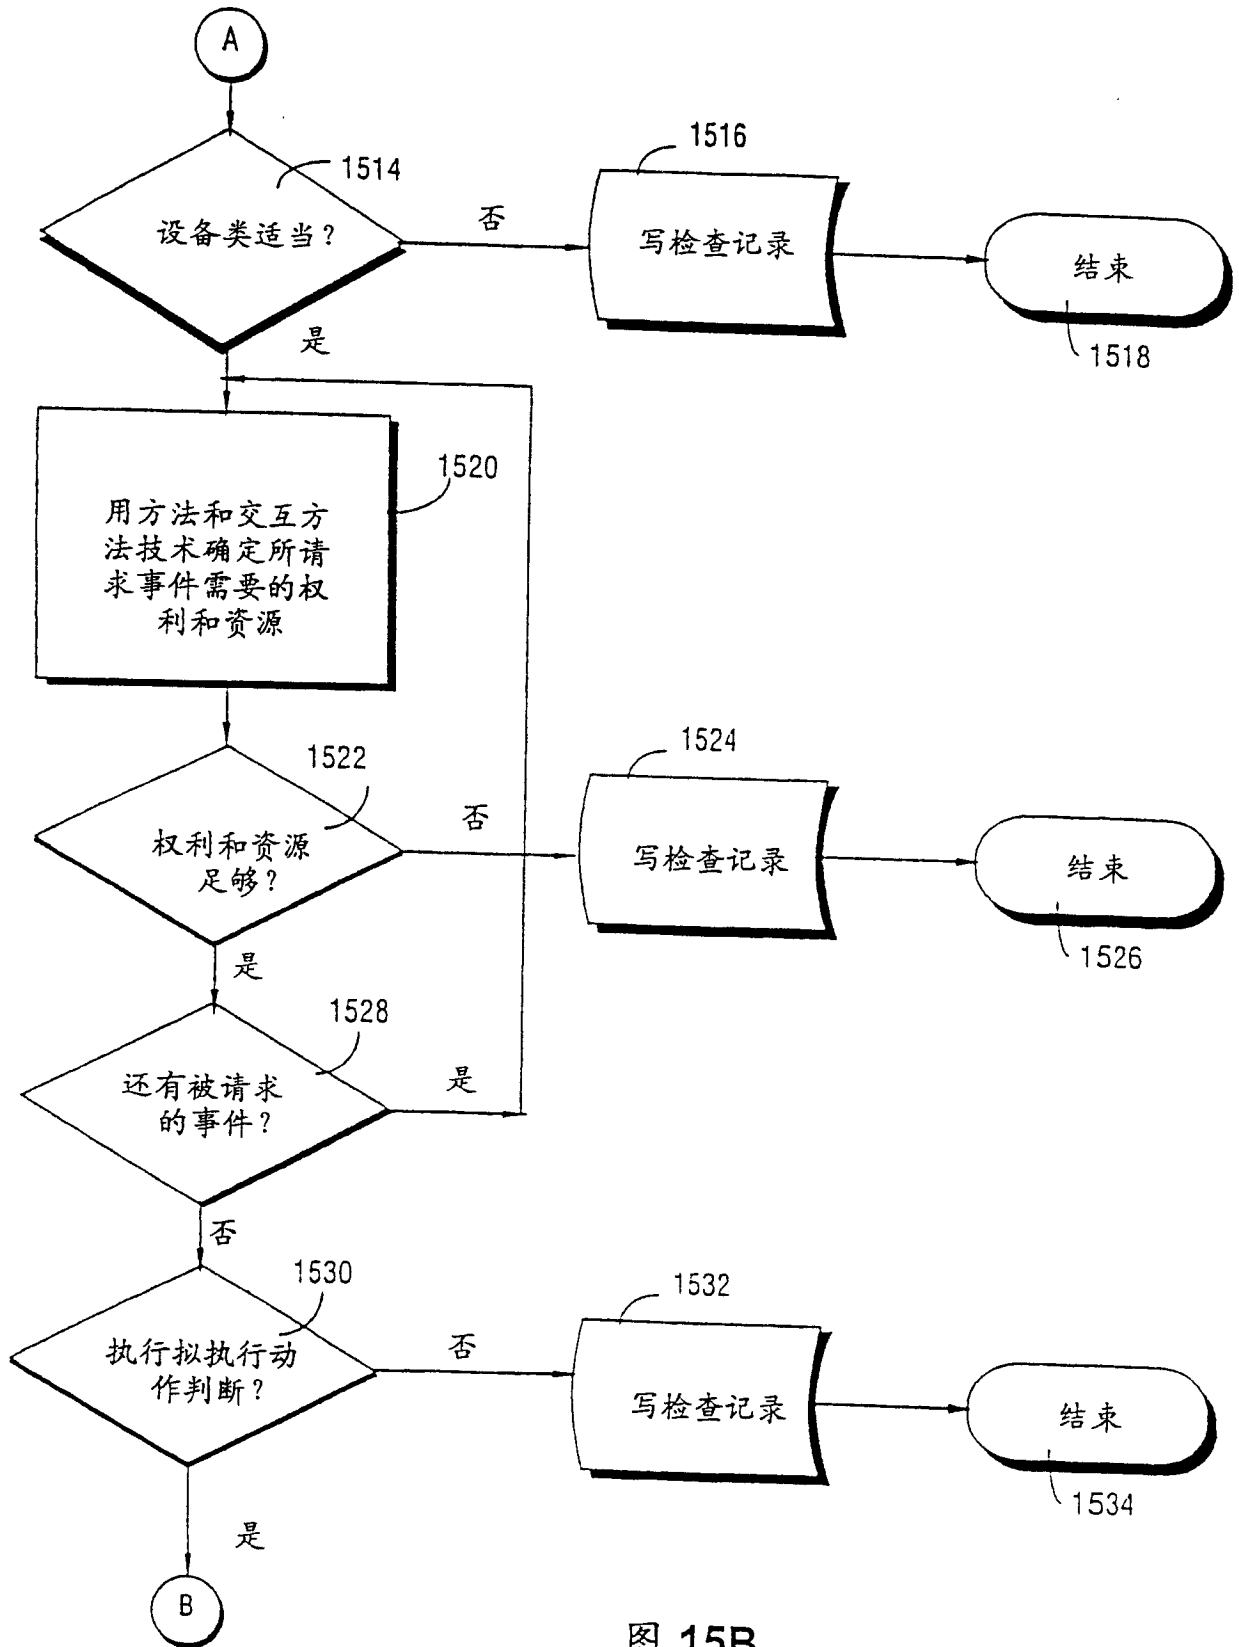 A
1514
设备类适当？
否
1516
写检查记录
结束
1518
是
1520
用方法和交互方
法技术确定所请
求事件需要的权
利和资源
1522
权利和资源
足够？
否
1524
写检查记录
结束
1526
是
1528
还有被请求
的事件？
是
否
1530
执行拟执行动
作判断？
否
1532
写检查记录
结束
1534
是
B
图 15B